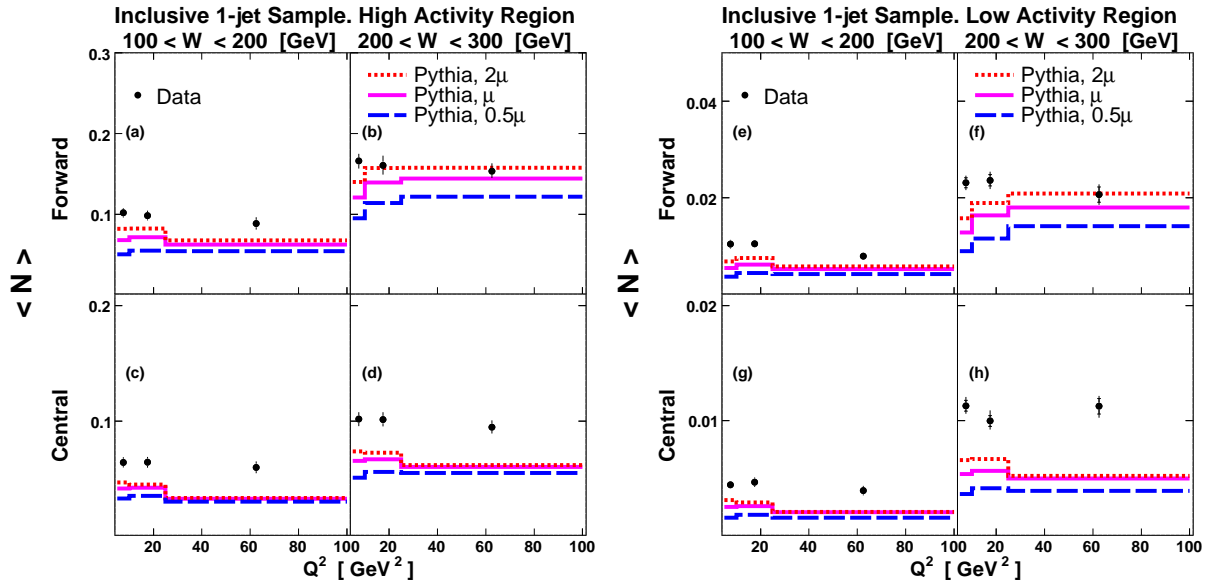 Inclusive 1-jet Sample. High Activity Region
100 < W < 200 [GeV]
200 < W < 300 [GeV]
0.3
0.2
0.1
0.2
0.1
Forward
Central
< N >
Data
Pythia, 2μ
Pythia, μ
Pythia, 0.5μ
(a)
(b)
(c)
(d)
20 40 60 80 100 20 40 60 80 100
Q² [ GeV² ]
Inclusive 1-jet Sample. Low Activity Region
100 < W < 200 [GeV]
200 < W < 300 [GeV]
0.04
0.02
0.02
0.01
Forward
Central
< N >
Data
Pythia, 2μ
Pythia, μ
Pythia, 0.5μ
(e)
(f)
(g)
(h)
20 40 60 80 100 20 40 60 80 100
Q² [ GeV² ]